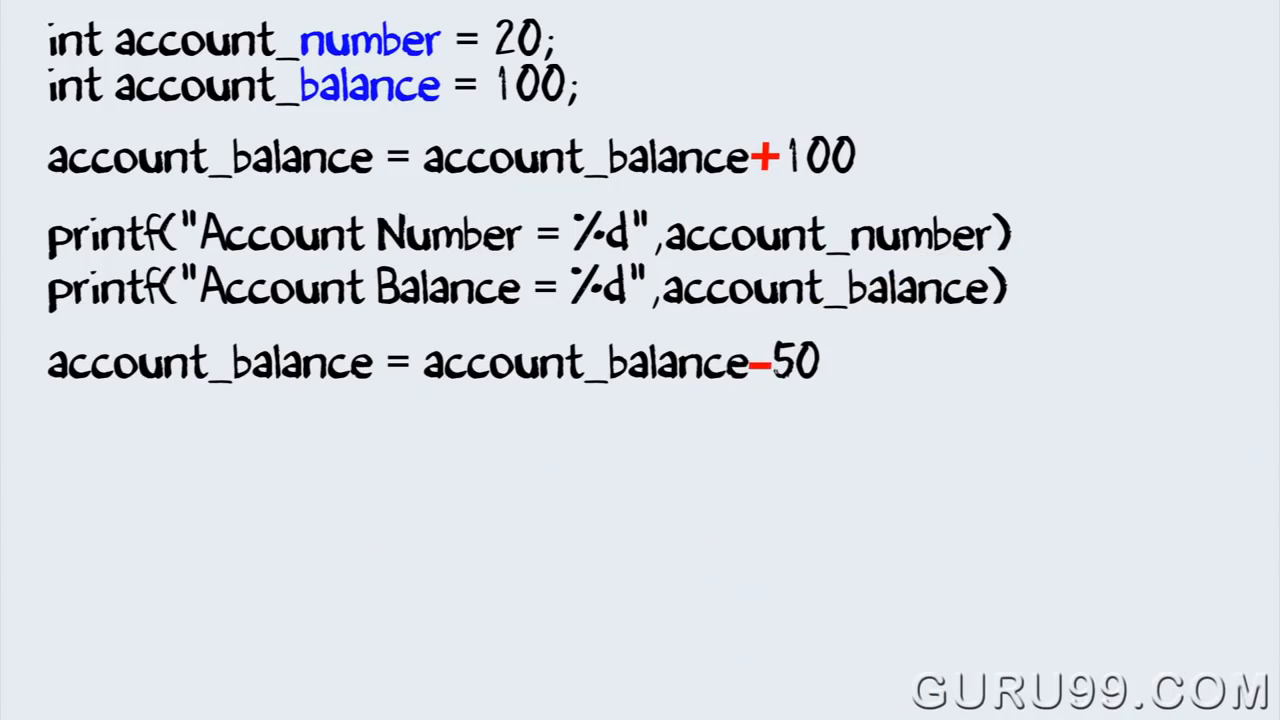 int account_number = 20;
int account_balance = 100;
account_balance = account_balance+100
printf("Account Number = %d",account_number)
printf("Account Balance = %d",account_balance)
account_balance = account_balance-50
GURU99.COM